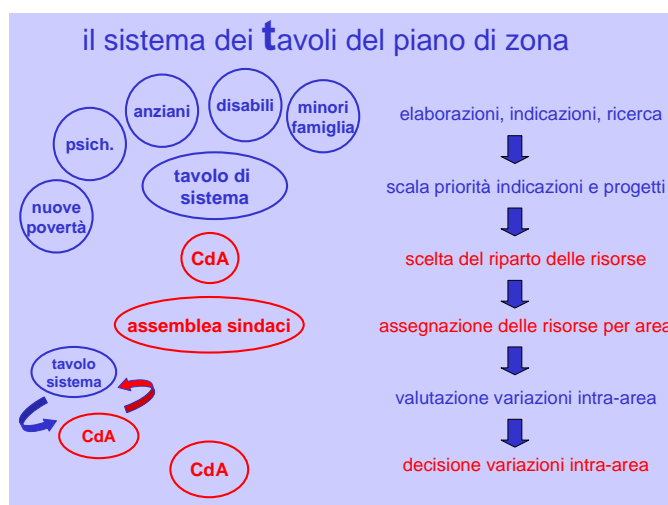 il sistema dei tavoli del piano di zona
nuove
povertà
psich.
anziani
disabili
minori
famiglia
tavolo di
sistema
CdA
assemblea sindaci
tavolo
sistema
CdA
CdA
elaborazioni, indicazioni, ricerca
scala priorità indicazioni e progetti
scelta del riparto delle risorse
assegnazione delle risorse per area
valutazione variazioni intra-area
decisione variazioni intra-area